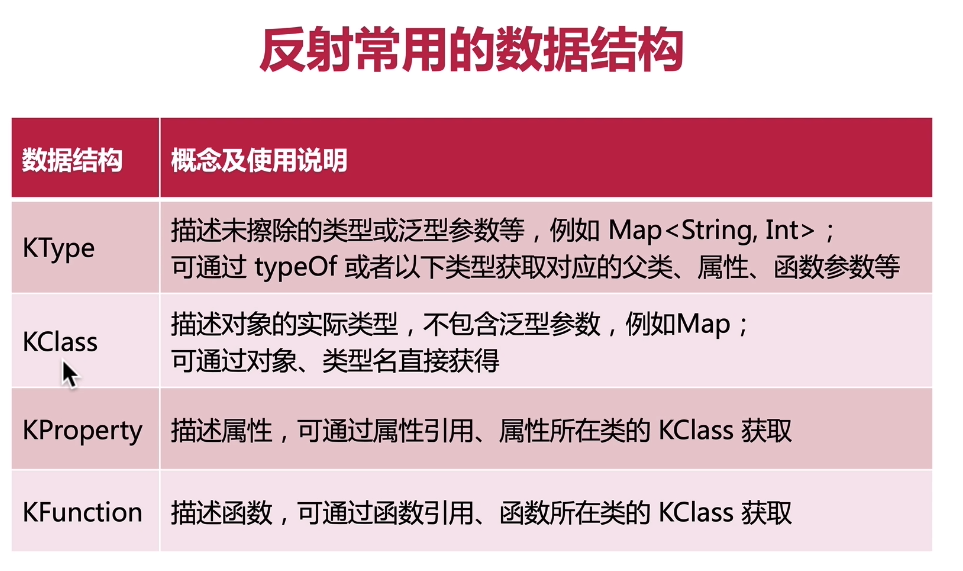 反射常用的数据结构
数据结构
概念及使用说明
KType
描述未擦除的类型或泛型参数等，例如 Map<String, Int>；
可通过 typeOf 或者以下类型获取对应的父类、属性、函数参数等
KClass
描述对象的实际类型，不包含泛型参数，例如Map；
可通过对象、类型名直接获得
KProperty
描述属性，可通过属性引用、属性所在类的 KClass 获取
KFunction
描述函数，可通过函数引用、函数所在类的 KClass 获取